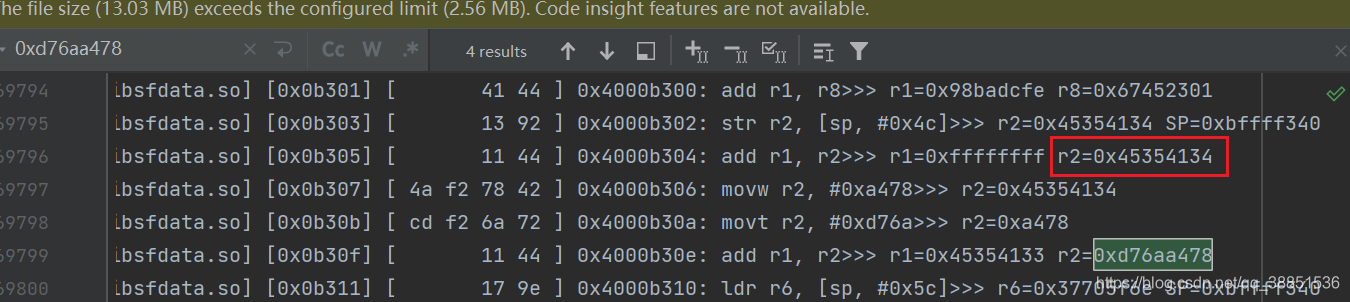 The file size (13.03 MB) exceeds the configured limit (2.56 MB). Code insight features are not available.
0xd76aa478 Cc W .* 4 results
69794 ibsfdata.so] [0x0b301] [ 41 44 ] 0x4000b300: add r1, r8>>> r1=0x98badcfe r8=0x67452301
69795 ibsfdata.so] [0x0b303] [ 13 92 ] 0x4000b302: str r2, [sp, #0x4c]>>> r2=0x45354134 SP=0xbffff340
69796 ibsfdata.so] [0x0b305] [ 11 44 ] 0x4000b304: add r1, r2>>> r1=0xffffffff r2=0x45354134
69797 ibsfdata.so] [0x0b307] [ 4a f2 78 42 ] 0x4000b306: movw r2, #0xa478>>> r2=0x45354134
69798 ibsfdata.so] [0x0b30b] [ cd f2 6a 72 ] 0x4000b30a: movt r2, #0xd76a>>> r2=0xa478
69799 ibsfdata.so] [0x0b30f] [ 11 44 ] 0x4000b30e: add r1, r2>>> r1=0x45354133 r2=0xd76aa478
69800 ibsfdata.so] [0x0b311] [ 17 9e ] 0x4000b310: ldr r6, [sp, #0x5c]>>> r6=0x37705f6e SP=0xbffff340
https://blog.csdn.net/qq_38851536